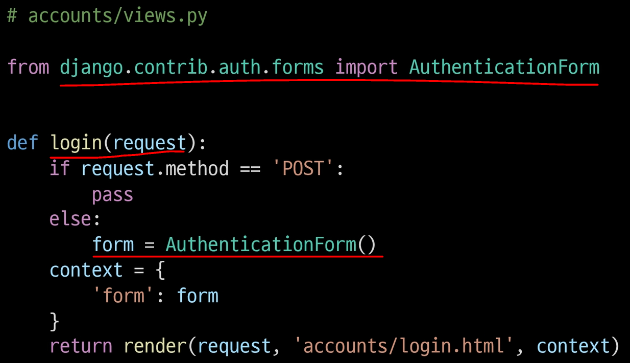 # accounts/views.py
from django.contrib.auth.forms import AuthenticationForm
def login(request):
    if request.method == 'POST':
        pass
    else:
        form = AuthenticationForm()
    context = {
        'form': form
    }
    return render(request, 'accounts/login.html', context)